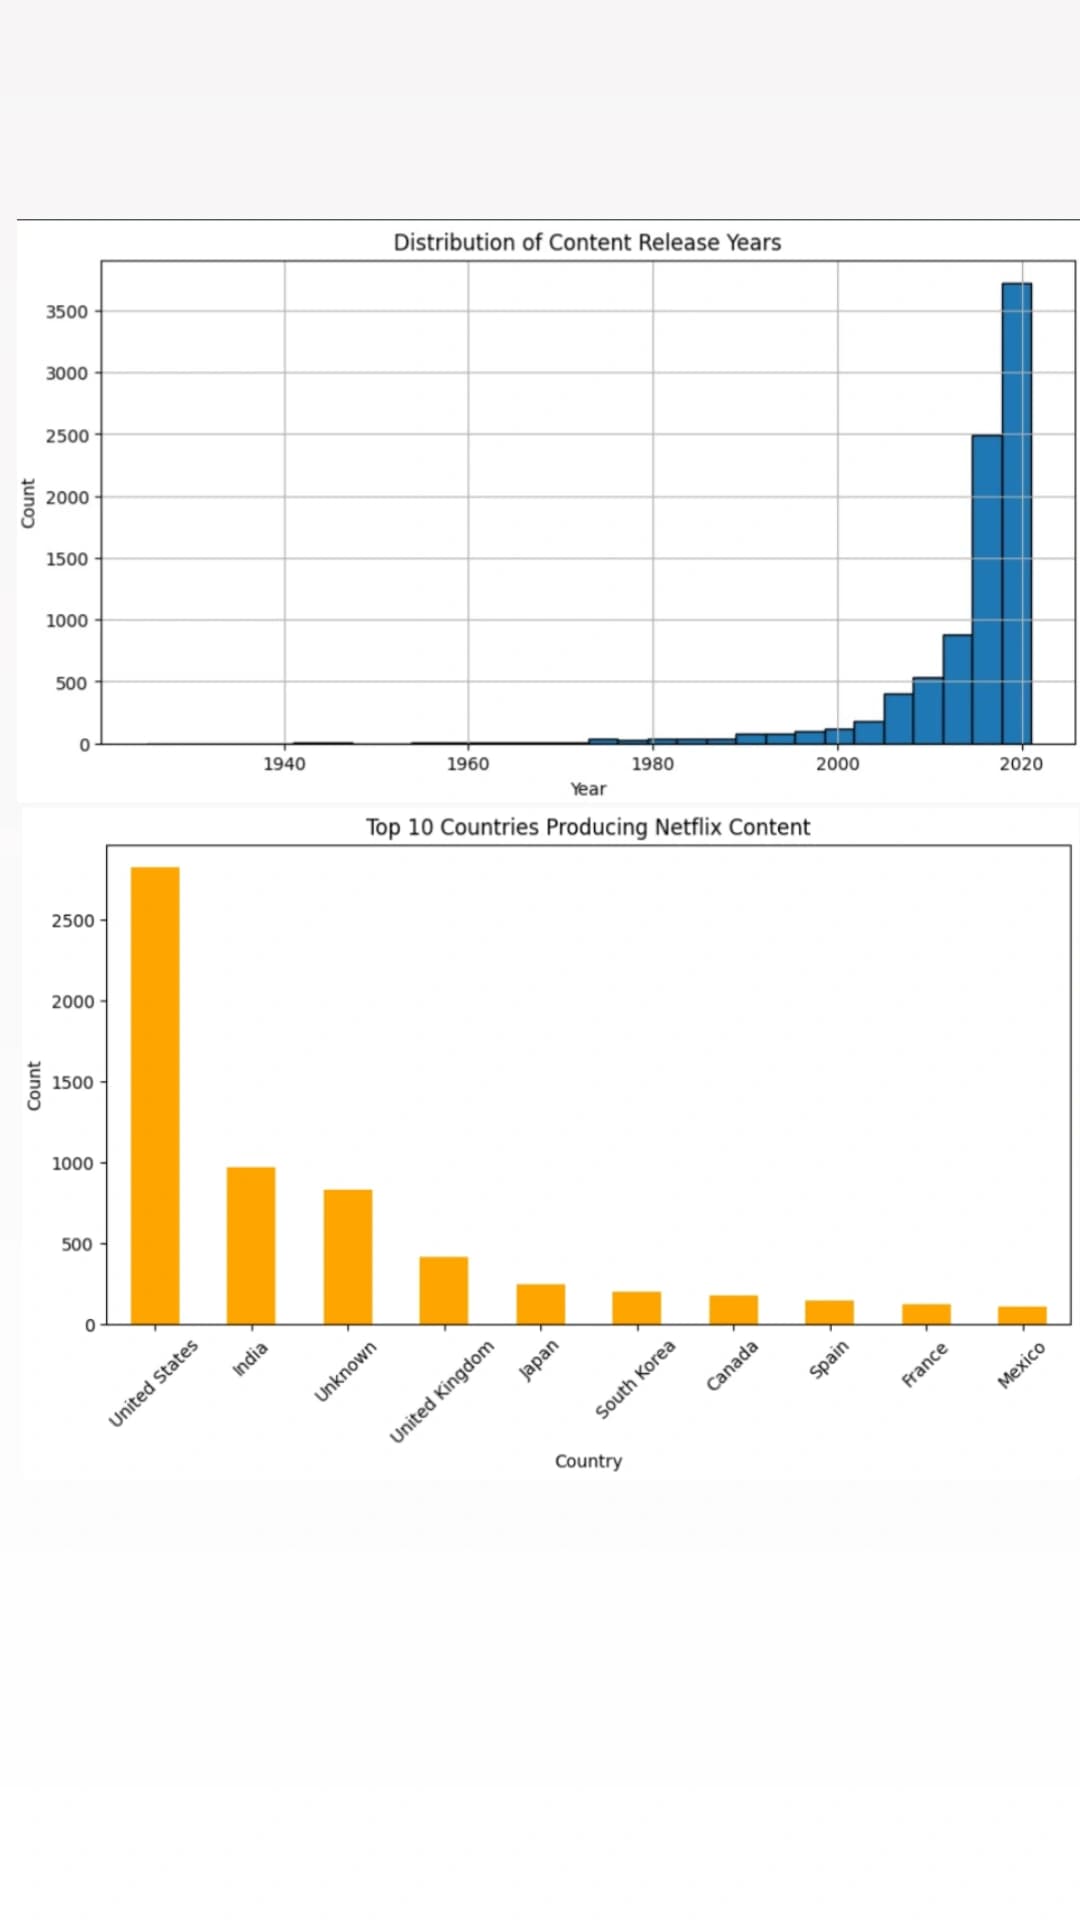 Distribution of Content Release Years
3500
3000
2500
2000
1500
1000
500
0
Count
1940 1960 1980 2000 2020
Year
Top 10 Countries Producing Netflix Content
2500
2000
1500
1000
500
0
Count
United States India Unknown United Kingdom Japan South Korea Canada Spain France Mexico
Country